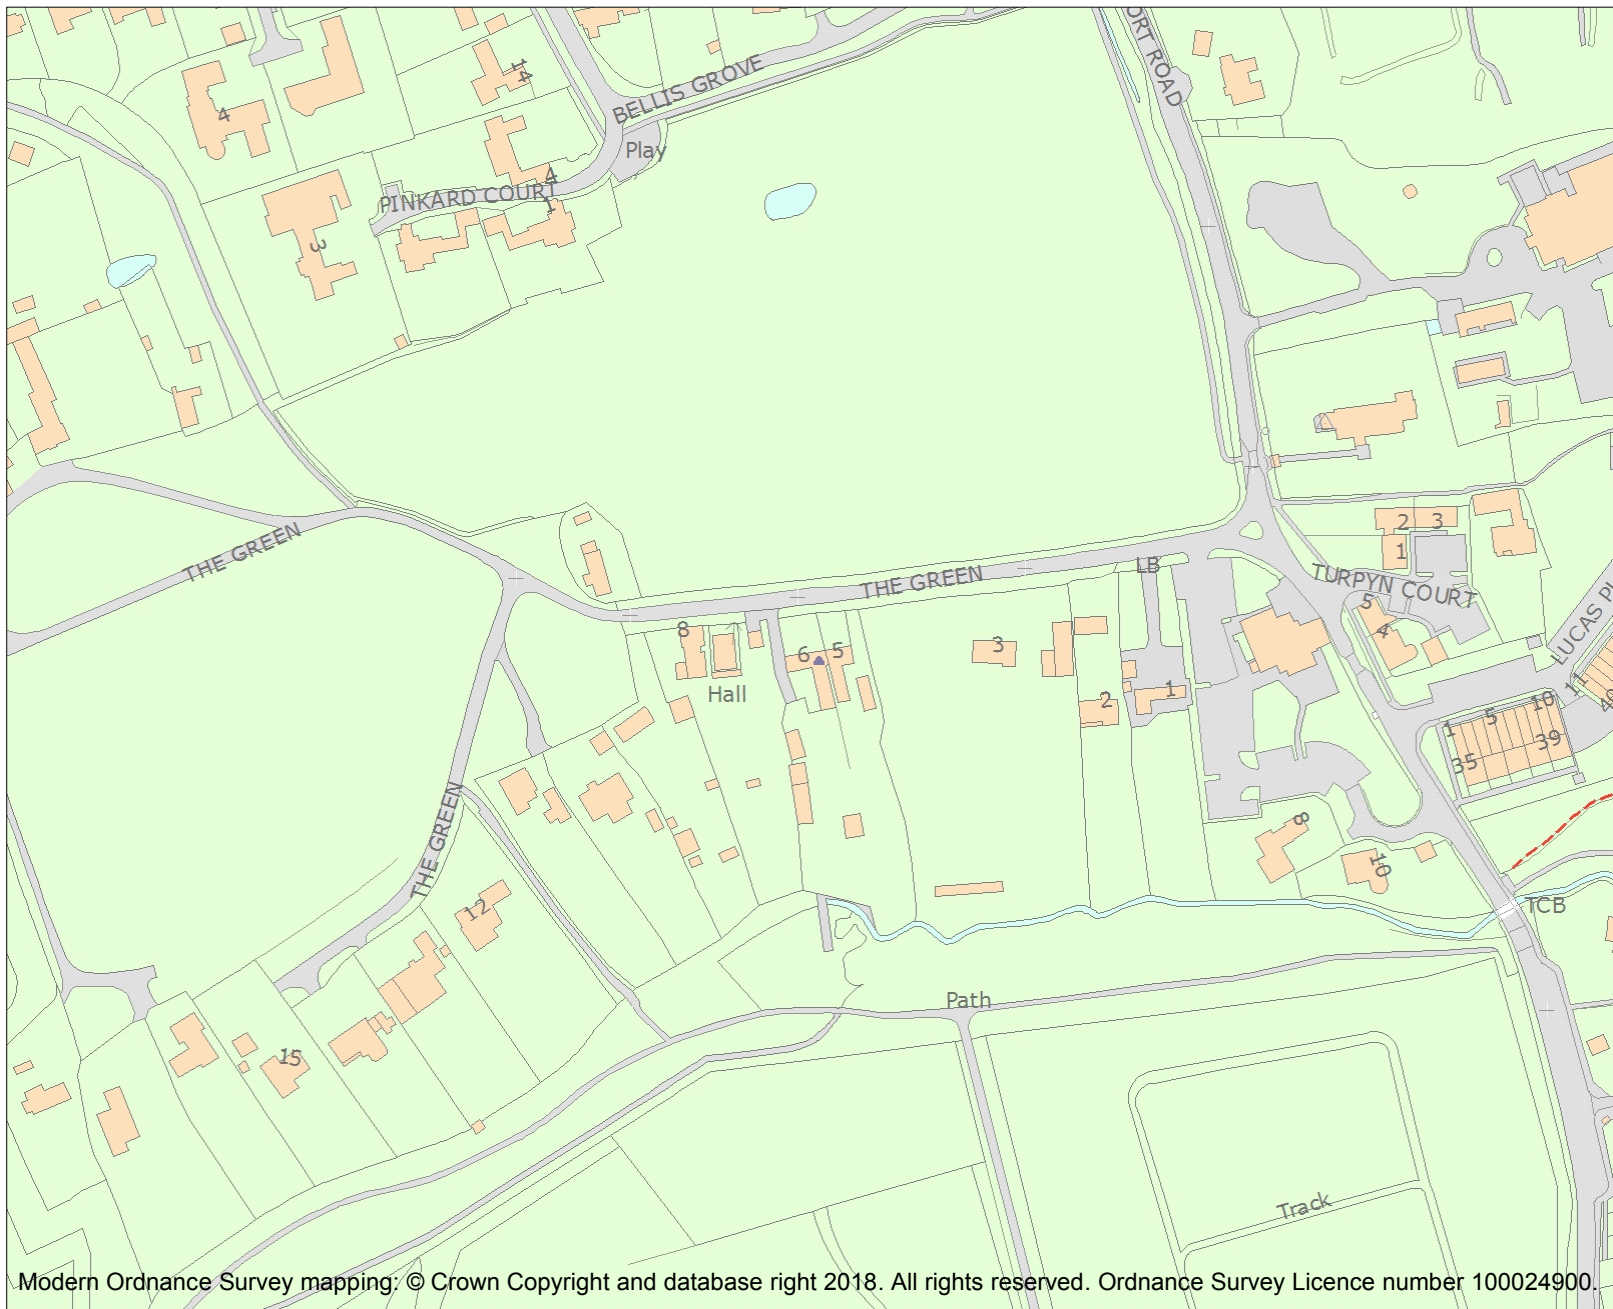 ORT ROAD
14
BELLIS GROVE
4
Play
4
PINKARD COURT
1
3
2
3
1
THE GREEN
LB
THE GREEN
TURPYN COURT
5
4
LUCAS PL
8
6
5
3
Hall
2
1
11
10
5
1
40
39
35
THE GREEN
8
10
12
TCB
Path
15
Track
Modern Ordnance Survey mapping: © Crown Copyright and database right 2018. All rights reserved. Ordnance Survey Licence number 100024900.